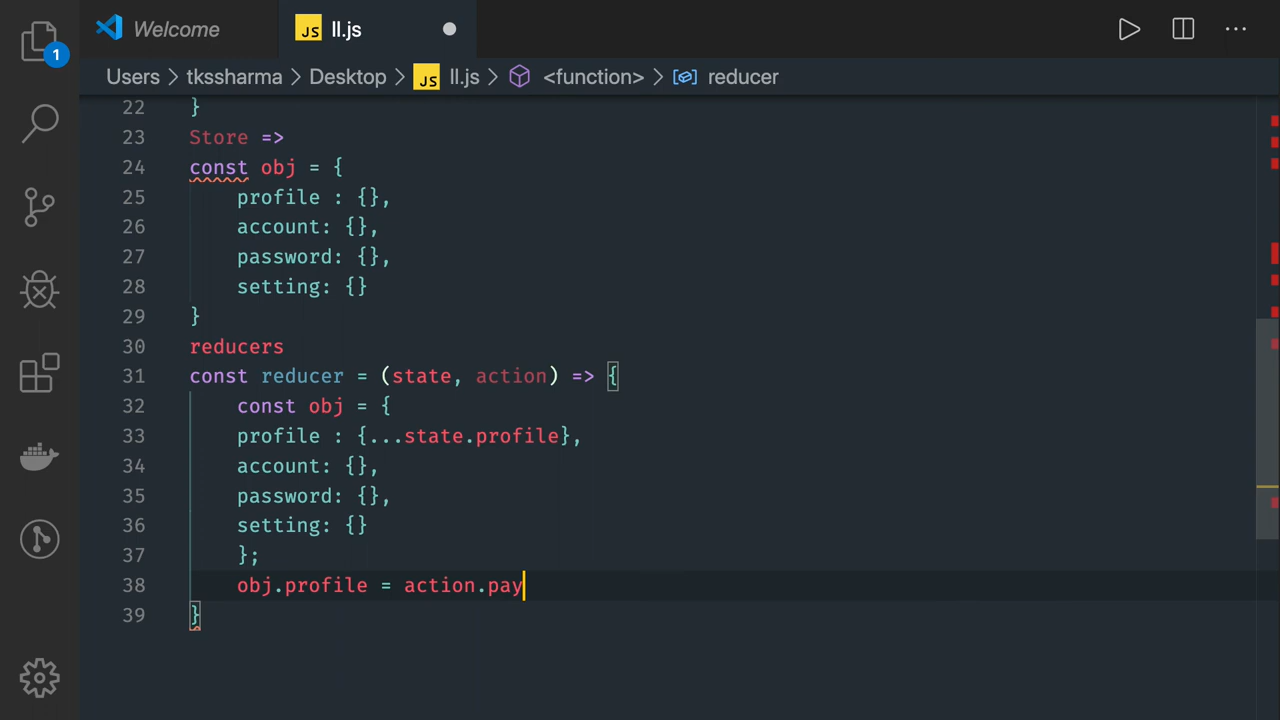 1
Welcome
JS ll.js
Users > tkssharma > Desktop > JS ll.js > <function> > reducer
22 }
23 Store =>
24 const obj = {
25 profile : {},
26 account: {},
27 password: {},
28 setting: {}
29 }
30 reducers
31 const reducer = (state, action) => {
32 const obj = {
33 profile : {...state.profile},
34 account: {},
35 password: {},
36 setting: {}
37 };
38 obj.profile = action.pay
39 }